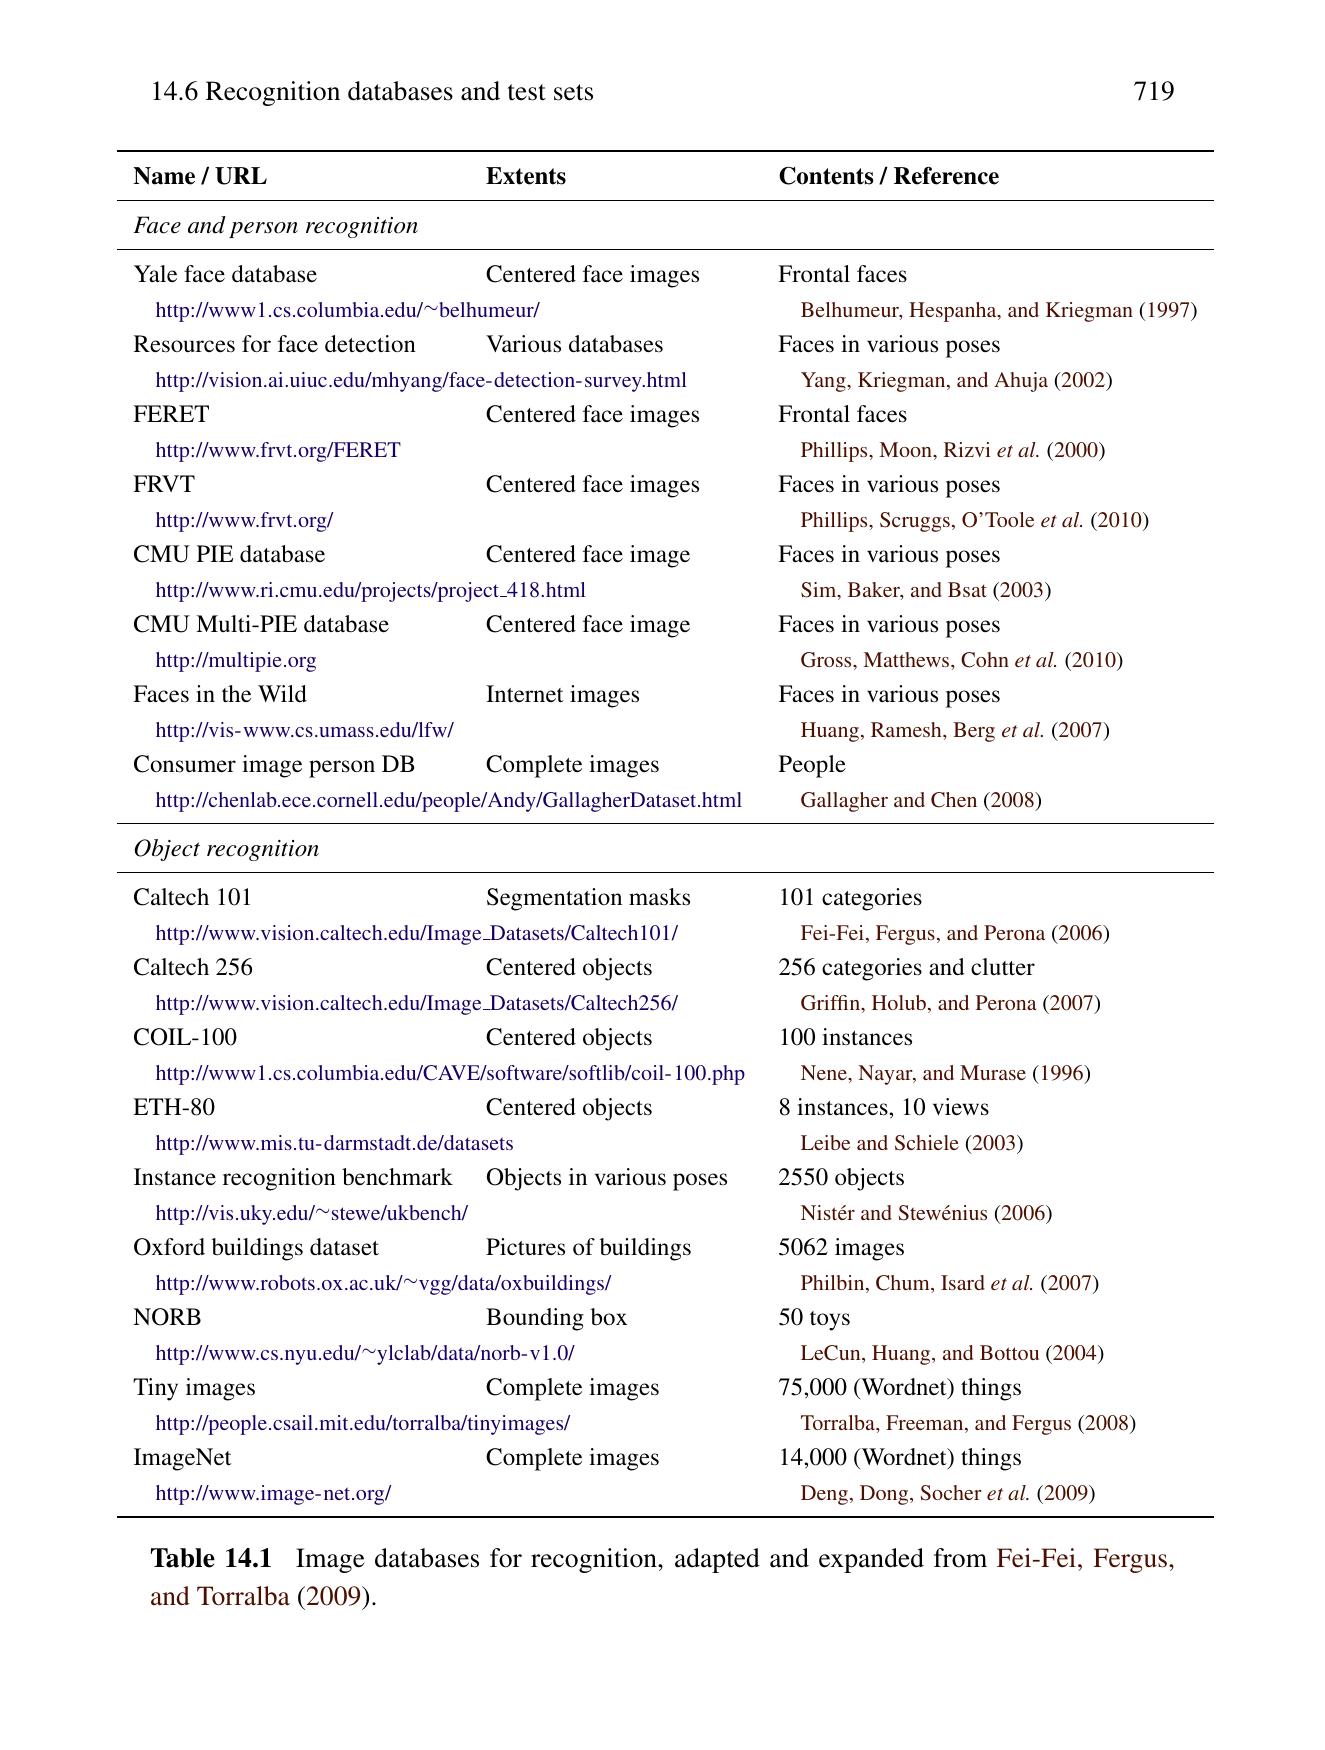 14.6 Recognition databases and test sets 719
Name / URL Extents Contents / Reference
Face and person recognition
Yale face database Centered face images Frontal faces
http://www1.cs.columbia.edu/~belhumeur/ Belhumeur, Hespanha, and Kriegman (1997)
Resources for face detection Various databases Faces in various poses
http://vision.ai.uiuc.edu/mhyang/face-detection-survey.html Yang, Kriegman, and Ahuja (2002)
FERET Centered face images Frontal faces
http://www.frvt.org/FERET Phillips, Moon, Rizvi et al. (2000)
FRVT Centered face images Faces in various poses
http://www.frvt.org/ Phillips, Scruggs, O’Toole et al. (2010)
CMU PIE database Centered face image Faces in various poses
http://www.ri.cmu.edu/projects/project_418.html Sim, Baker, and Bsat (2003)
CMU Multi-PIE database Centered face image Faces in various poses
http://multipie.org Gross, Matthews, Cohn et al. (2010)
Faces in the Wild Internet images Faces in various poses
http://vis-www.cs.umass.edu/lfw/ Huang, Ramesh, Berg et al. (2007)
Consumer image person DB Complete images People
http://chenlab.ece.cornell.edu/people/Andy/GallagherDataset.html Gallagher and Chen (2008)
Object recognition
Caltech 101 Segmentation masks 101 categories
http://www.vision.caltech.edu/Image_Datasets/Caltech101/ Fei-Fei, Fergus, and Perona (2006)
Caltech 256 Centered objects 256 categories and clutter
http://www.vision.caltech.edu/Image_Datasets/Caltech256/ Griffin, Holub, and Perona (2007)
COIL-100 Centered objects 100 instances
http://www1.cs.columbia.edu/CAVE/software/softlib/coil-100.php Nene, Nayar, and Murase (1996)
ETH-80 Centered objects 8 instances, 10 views
http://www.mis.tu-darmstadt.de/datasets Leibe and Schiele (2003)
Instance recognition benchmark Objects in various poses 2550 objects
http://vis.uky.edu/~stewe/ukbench/ Nistér and Stewénius (2006)
Oxford buildings dataset Pictures of buildings 5062 images
http://www.robots.ox.ac.uk/~vgg/data/oxbuildings/ Philbin, Chum, Isard et al. (2007)
NORB Bounding box 50 toys
http://www.cs.nyu.edu/~ylclab/data/norb-v1.0/ LeCun, Huang, and Bottou (2004)
Tiny images Complete images 75,000 (Wordnet) things
http://people.csail.mit.edu/torralba/tinyimages/ Torralba, Freeman, and Fergus (2008)
ImageNet Complete images 14,000 (Wordnet) things
http://www.image-net.org/ Deng, Dong, Socher et al. (2009)
Table 14.1 Image databases for recognition, adapted and expanded from Fei-Fei, Fergus,
and Torralba (2009).